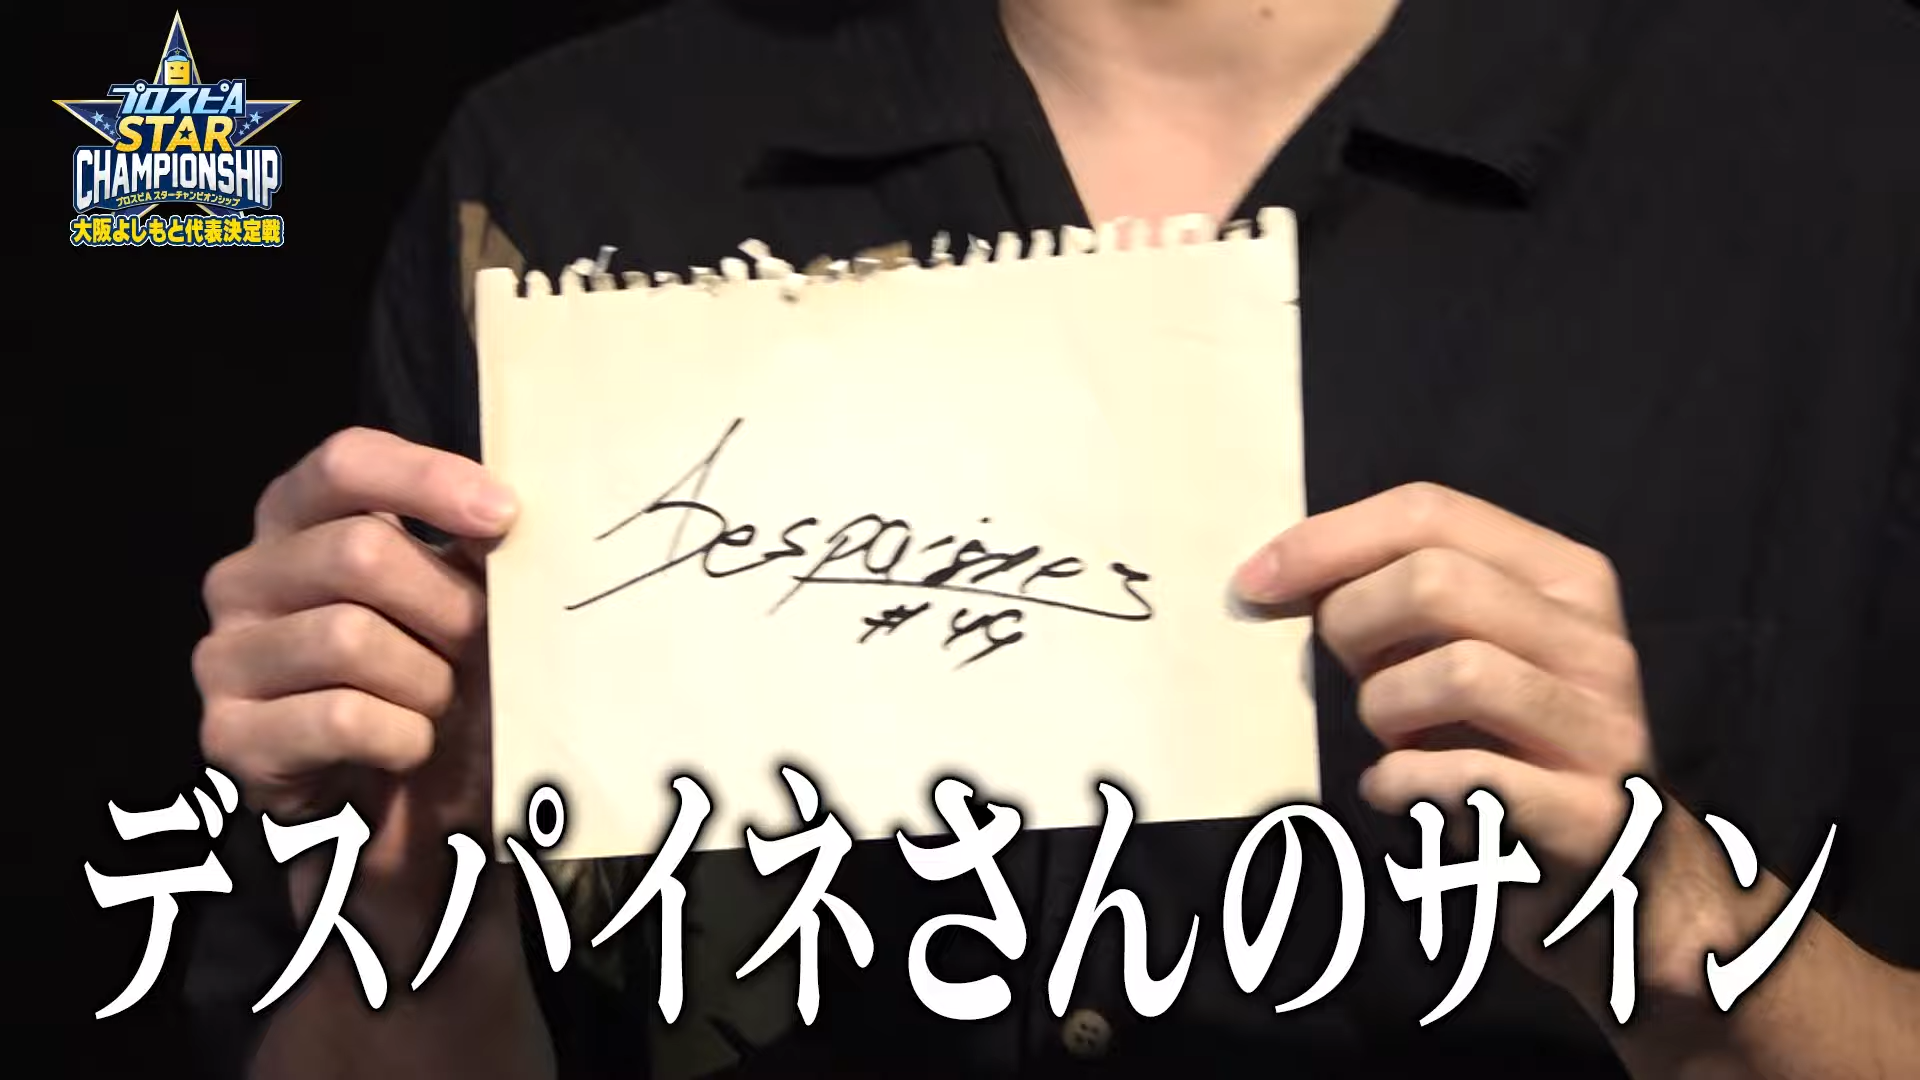 プロスピA
STAR
CHAMPIONSHIP
プロスピA スターチャンピオンシップ
大阪よしもと代表決定戦
Despaigne
#49
デスパイネさんのサイン